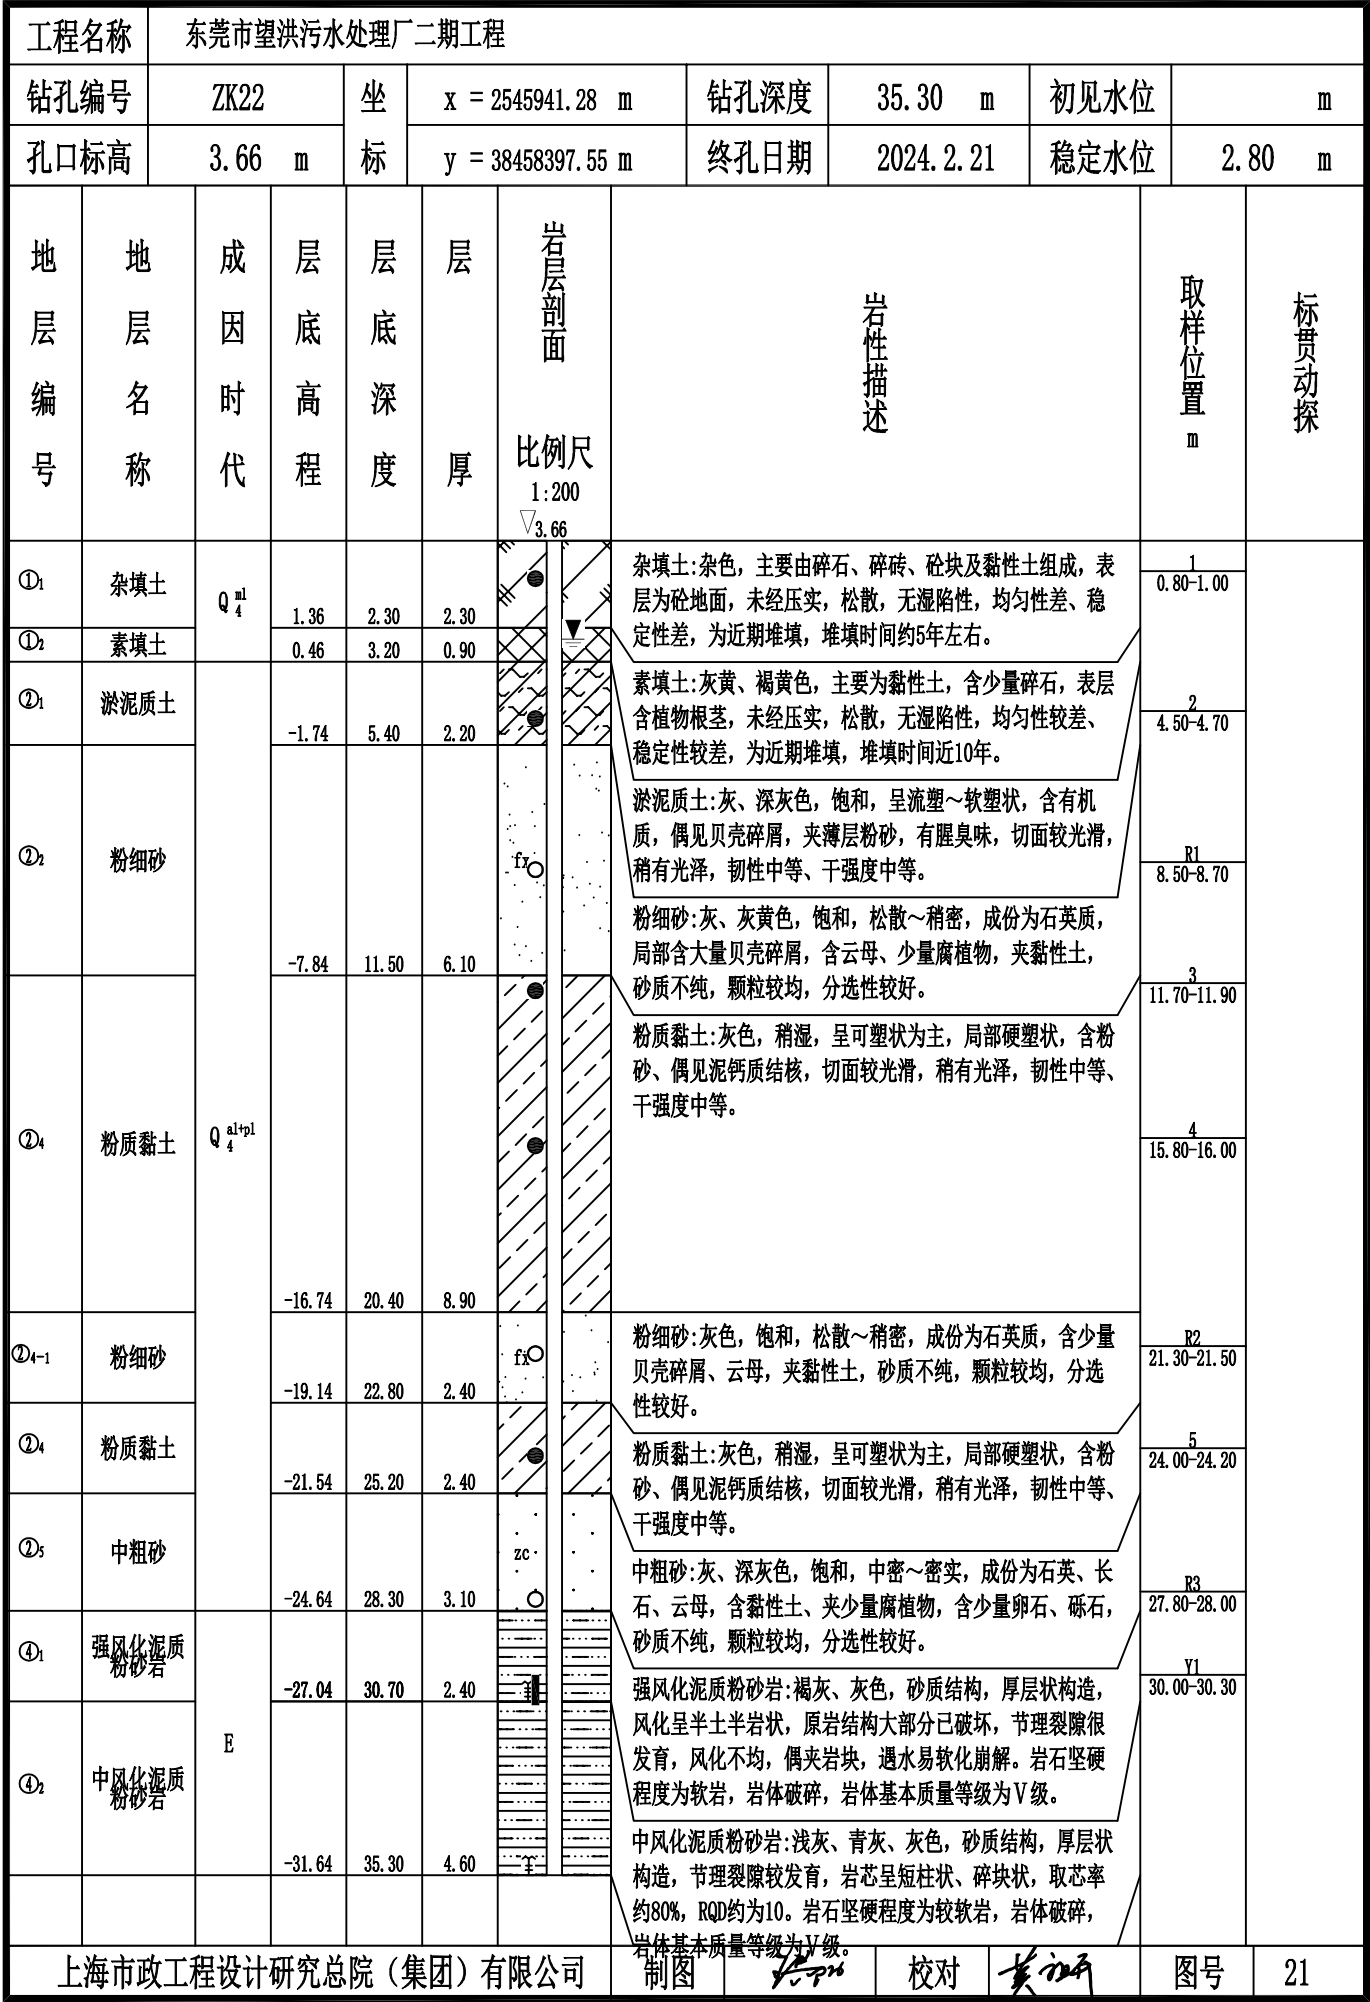 工程名称 东莞市望洪污水处理厂二期工程
钻孔编号 ZK22 坐 x = 2545941.28 m 钻孔深度 35.30 m 初见水位 m
孔口标高 3.66 m 标 y = 38458397.55 m 终孔日期 2024.2.21 稳定水位 2.80 m
地层编号 地层名称 成因时代 层底高程 层底深度 层厚 岩层剖面 岩性描述 取样位置 m 标贯动探
比例尺
1:200
3.66
①1 杂填土 Q4ml 1.36 2.30 2.30
杂填土:杂色，主要由碎石、碎砖、砼块及黏性土组成，表
层为砼地面，未经压实，松散，无湿陷性，均匀性差、稳
定性差，为近期堆填，堆填时间约5年左右。
1
0.80-1.00
①2 素填土 0.46 3.20 0.90
素填土:灰黄、褐黄色，主要为黏性土，含少量碎石，表层
含植物根茎，未经压实，松散，无湿陷性，均匀性较差、
稳定性较差，为近期堆填，堆填时间近10年。
②1 淤泥质土 -1.74 5.40 2.20
2
4.50-4.70
淤泥质土:灰、深灰色，饱和，呈流塑～软塑状，含有机
质，偶见贝壳碎屑，夹薄层粉砂，有腥臭味，切面较光滑，
稍有光泽，韧性中等、干强度中等。
②2 粉细砂 -7.84 11.50 6.10
fx
R1
8.50-8.70
粉细砂:灰、灰黄色，饱和，松散～稍密，成份为石英质，
局部含大量贝壳碎屑，含云母、少量腐植物，夹黏性土，
砂质不纯，颗粒较均，分选性较好。
3
11.70-11.90
②4 粉质黏土 Q4al+pl -16.74 20.40 8.90
粉质黏土:灰色，稍湿，呈可塑状为主，局部硬塑状，含粉
砂、偶见泥钙质结核，切面较光滑，稍有光泽，韧性中等、
干强度中等。
4
15.80-16.00
②4-1 粉细砂 -19.14 22.80 2.40
fx
粉细砂:灰色，饱和，松散～稍密，成份为石英质，含少量
贝壳碎屑、云母，夹黏性土，砂质不纯，颗粒较均，分选
性较好。
R2
21.30-21.50
②4 粉质黏土 -21.54 25.20 2.40
粉质黏土:灰色，稍湿，呈可塑状为主，局部硬塑状，含粉
砂、偶见泥钙质结核，切面较光滑，稍有光泽，韧性中等、
干强度中等。
5
24.00-24.20
②5 中粗砂 -24.64 28.30 3.10
zc
中粗砂:灰、深灰色，饱和，中密～密实，成份为石英、长
石、云母，含黏性土、夹少量腐植物，含少量卵石、砾石，
砂质不纯，颗粒较均，分选性较好。
R3
27.80-28.00
④1 强风化泥质
粉砂岩 -27.04 30.70 2.40
强风化泥质粉砂岩:褐灰、灰色，砂质结构，厚层状构造，
风化呈半土半岩状，原岩结构大部分已破坏，节理裂隙很
发育，风化不均，偶夹岩块，遇水易软化崩解。岩石坚硬
程度为软岩，岩体破碎，岩体基本质量等级为Ⅴ级。
Y1
30.00-30.30
④2 中风化泥质
粉砂岩 E -31.64 35.30 4.60
中风化泥质粉砂岩:浅灰、青灰、灰色，砂质结构，厚层状
构造，节理裂隙较发育，岩芯呈短柱状、碎块状，取芯率
约80%，RQD约为10。岩石坚硬程度为较软岩，岩体破碎，
岩体基本质量等级为Ⅴ级。
上海市政工程设计研究总院（集团）有限公司 制图 校对 图号 21